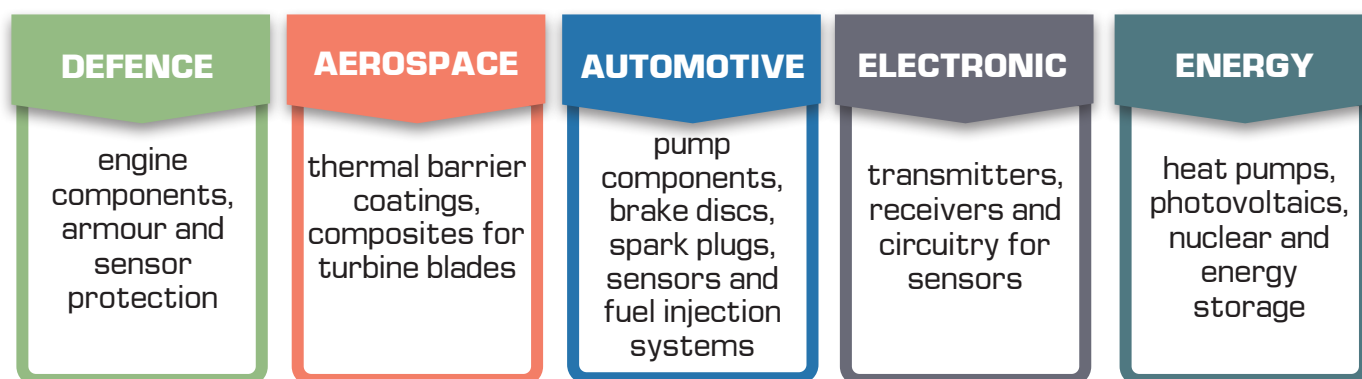 DEFENCE
engine
components,
armour and
sensor
protection
AEROSPACE
thermal barrier
coatings,
composites for
turbine blades
AUTOMOTIVE
pump
components,
brake discs,
spark plugs,
sensors and
fuel injection
systems
ELECTRONIC
transmitters,
receivers and
circuitry for
sensors
ENERGY
heat pumps,
photovoltaics,
nuclear and
energy
storage